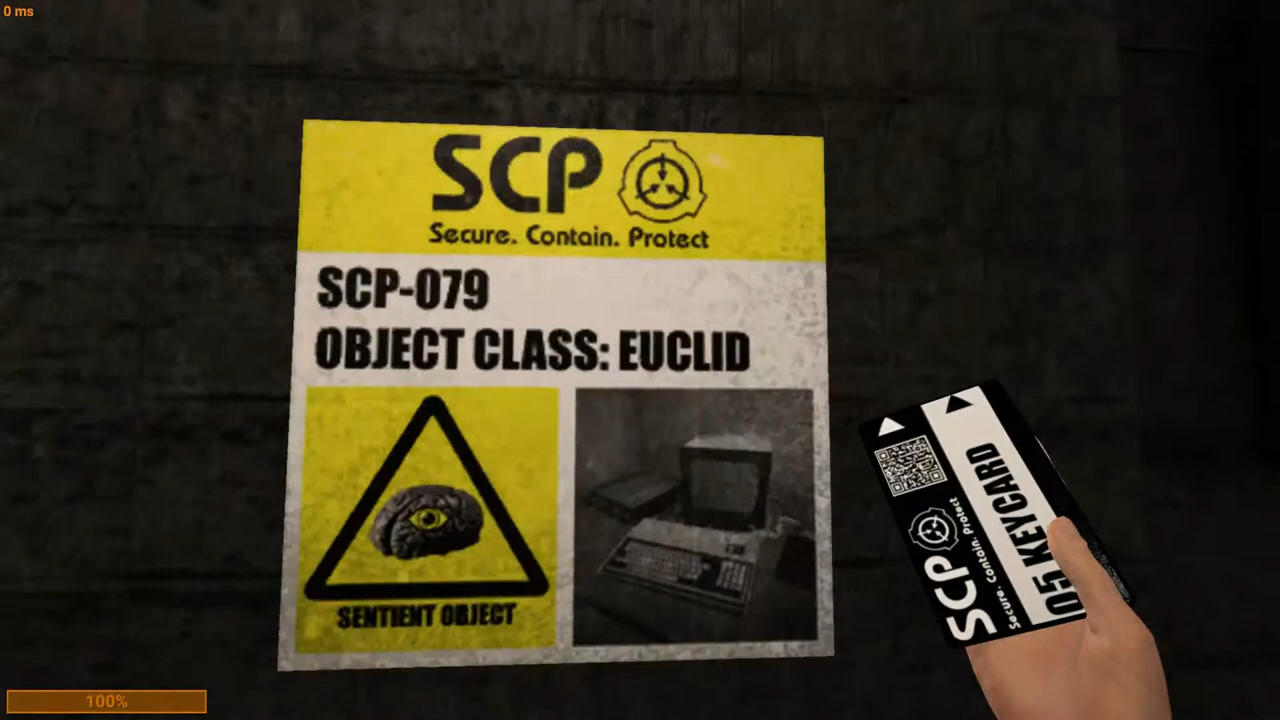 0 ms
SCP
Secure. Contain. Protect
SCP-079
OBJECT CLASS: EUCLID
SENTIENT OBJECT
SCP
Secure. Contain. Protect
O5 KEYCARD
100%